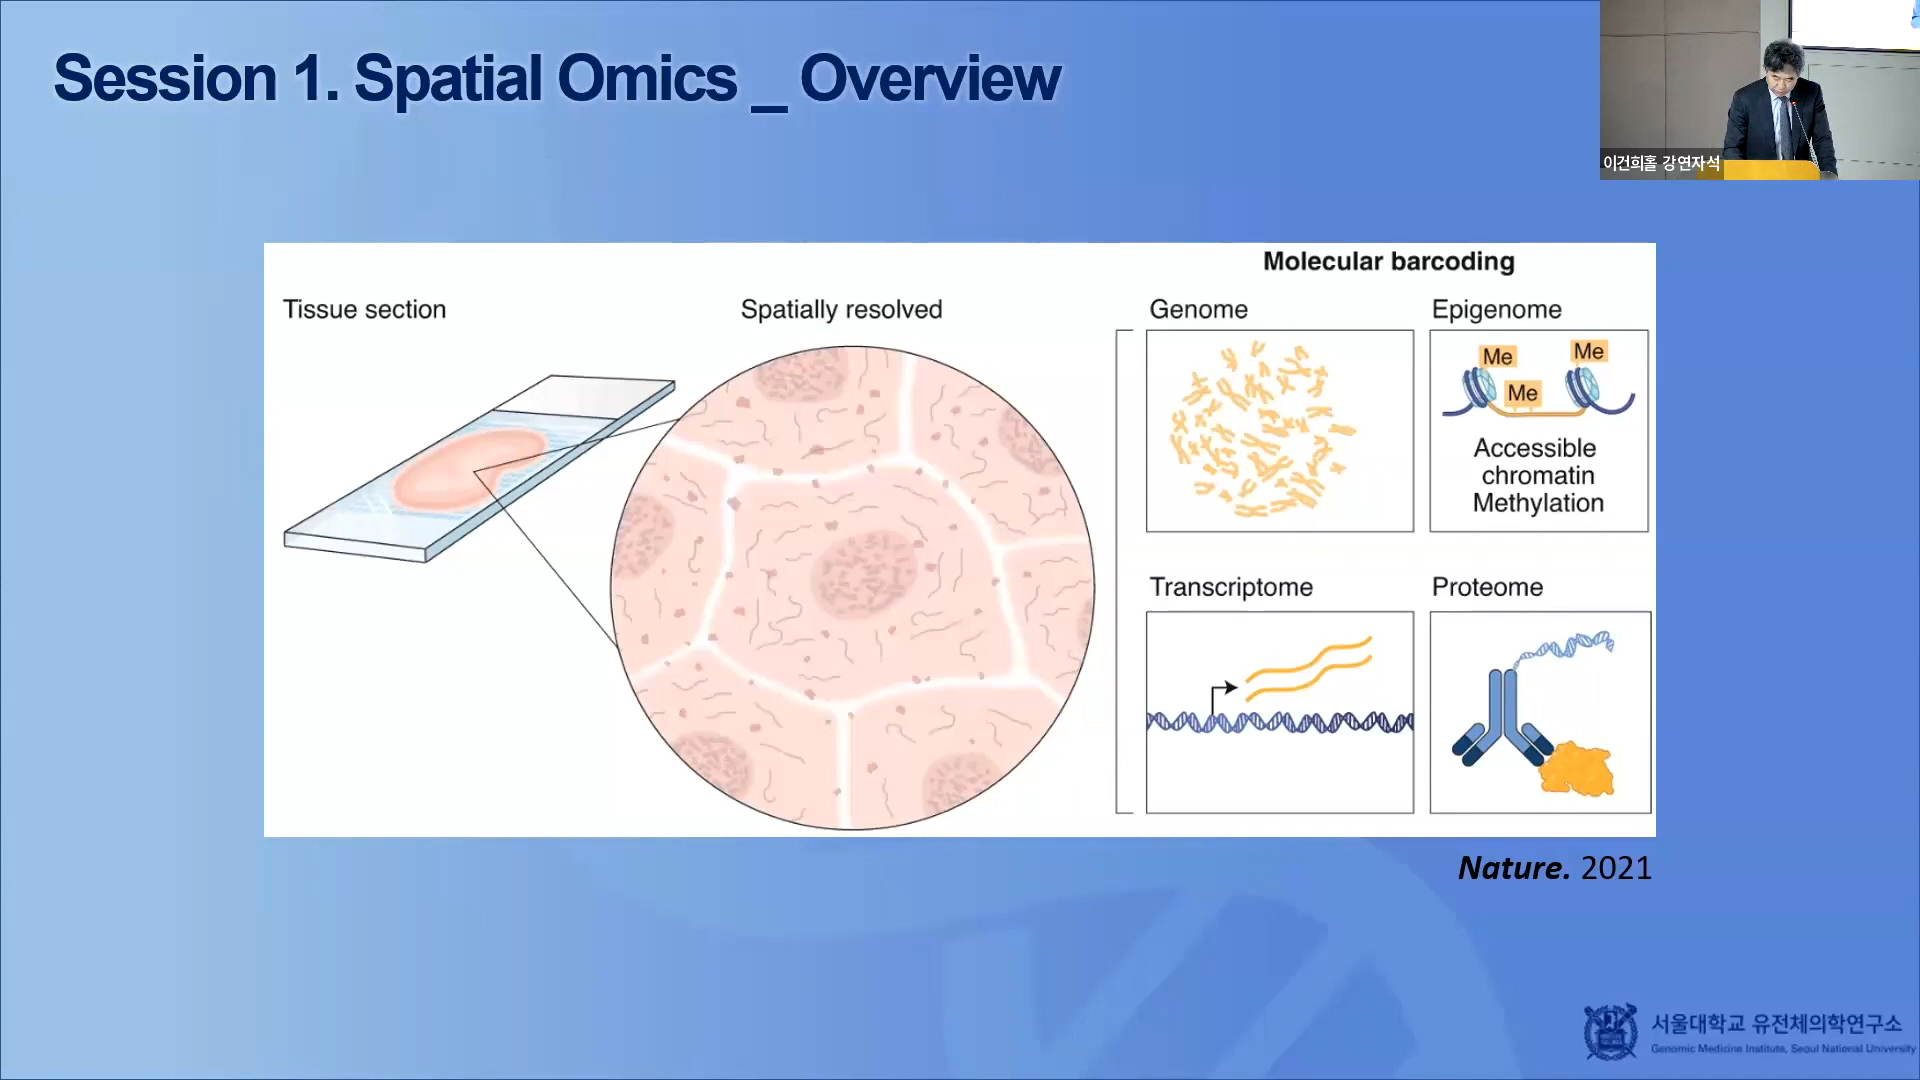 Session 1. Spatial Omics _ Overview
이건희홀 강연자석
Molecular barcoding
Tissue section
Spatially resolved
Genome
Epigenome
Me
Me
Me
Accessible
chromatin
Methylation
Transcriptome
Proteome
Nature. 2021
서울대학교 유전체의학연구소
Genomic Medicine Institute, Seoul National University